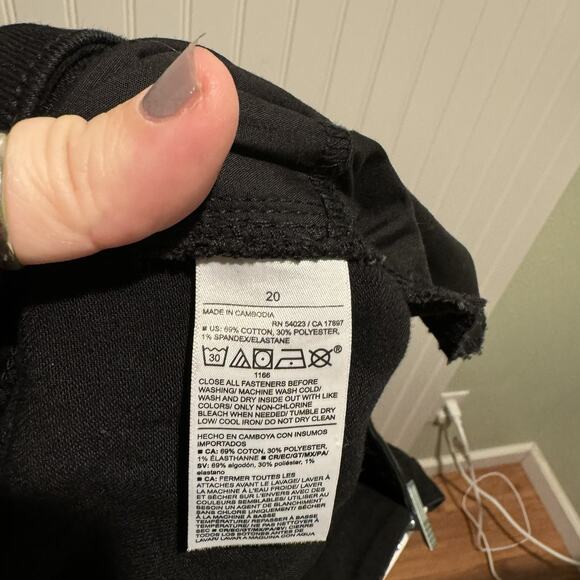 20
MADE IN CAMBODIA
RN 54023 / CA 17897
■ US: 69% COTTON, 30% POLYESTER,
1% SPANDEX/ELASTANE
30 ®
1166
CLOSE ALL FASTENERS BEFORE
WASHING/ MACHINE WASH COLD/
WASH AND DRY INSIDE OUT WITH LIKE
COLORS/ ONLY NON-CHLORINE
BLEACH WHEN NEEDED/ TUMBLE DRY
LOW/ COOL IRON/ DO NOT DRY CLEAN
HECHO EN CAMBOYA CON INSUMOS
IMPORTADOS
■ CA: 69% COTON, 30% POLYESTER,
1% ÉLASTHANNE ■ CR/EC/GT/MX/PA/
SV: 69% algodón, 30% poliéster, 1%
elastano
■ CA: FERMER TOUTES LES
ATTACHES AVANT LE LAVAGE/ LAVER À
LA MACHINE À L'EAU FROIDE/ LAVER
ET SÉCHER SUR L'ENVERS AVEC DES
COULEURS SEMBLABLES/ UTILISER AU
BESOIN UN AGENT DE BLANCHIMENT
SANS CHLORE UNIQUEMENT/ SÉCHER
À LA MACHINE À BASSE
TEMPÉRATURE/ REPASSER À BASSE
TEMPÉRATURE/ NE PAS NETTOYER À
SEC ■ CR/EC/GT/MX/PA/SV: CIERRE
TODOS LOS BOTONES ANTES DE
LAVAR/ LAVAR A MAQUINA CON AGUA